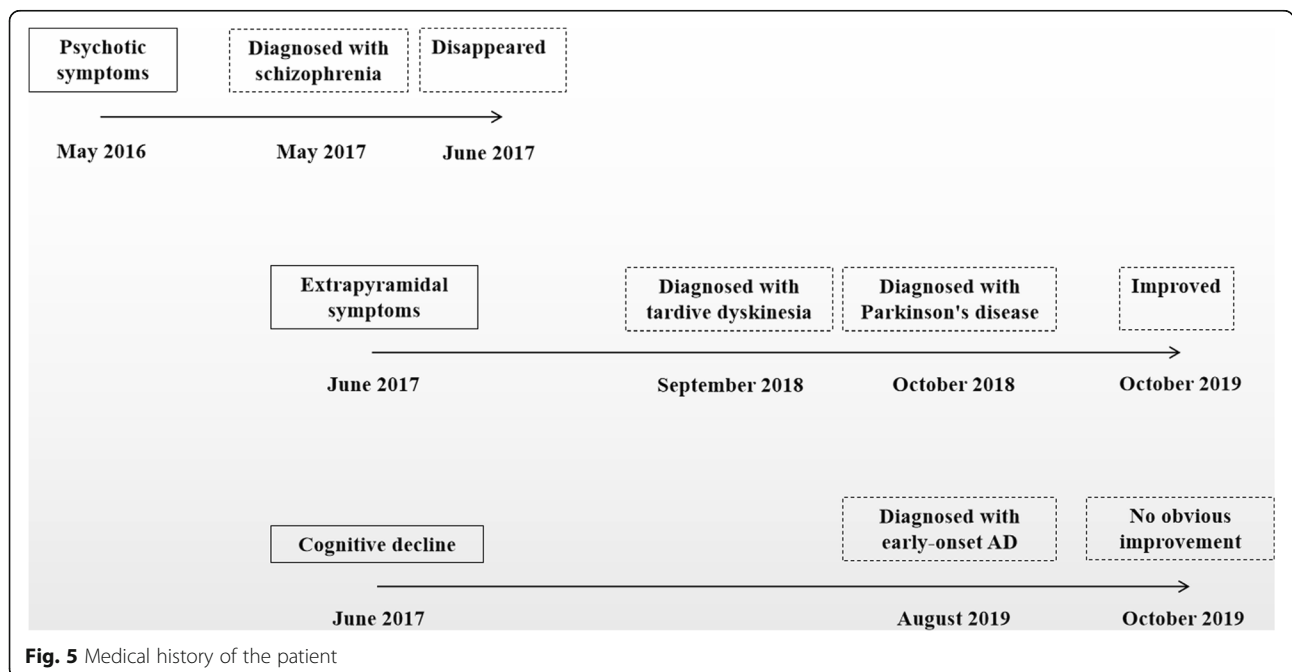 Psychotic
symptoms
Diagnosed with
schizophrenia
Disappeared
May 2016
May 2017
June 2017
Extrapyramidal
symptoms
Diagnosed with
tardive dyskinesia
Diagnosed with
Parkinson's disease
Improved
June 2017
September 2018
October 2018
October 2019
Cognitive decline
Diagnosed with
early-onset AD
No obvious
improvement
June 2017
August 2019
October 2019
Fig. 5 Medical history of the patient